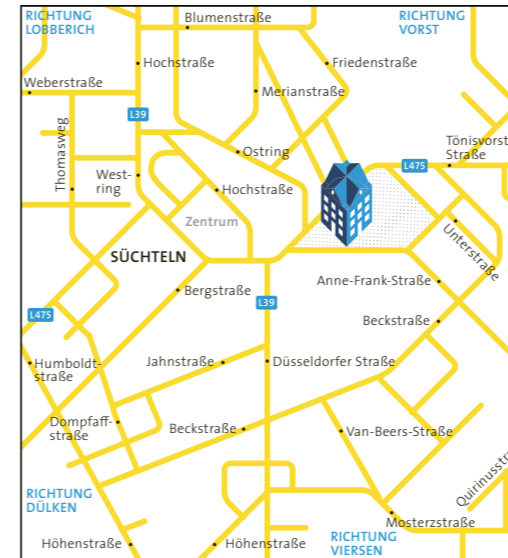 RICHTUNG
LOBBERICH
Blumenstraße
RICHTUNG
VORST
Hochstraße
Friedenstraße
Weberstraße
Merianstraße
L39
Thomasweg
Ostring
Tönisvorst
Straße
L475
West-
ring
Hochstraße
Zentrum
Unterstraße
SÜCHTELN
Anne-Frank-Straße
Bergstraße
L39
L475
Beckstraße
Humboldt-
straße
Jahnstraße
Düsseldorfer Straße
Dompfaff-
straße
Beckstraße
Van-Beers-Straße
Quirinusstr
RICHTUNG
DÜLKEN
Mosterzstraße
RICHTUNG
VIERSEN
Höhenstraße
Höhenstraße